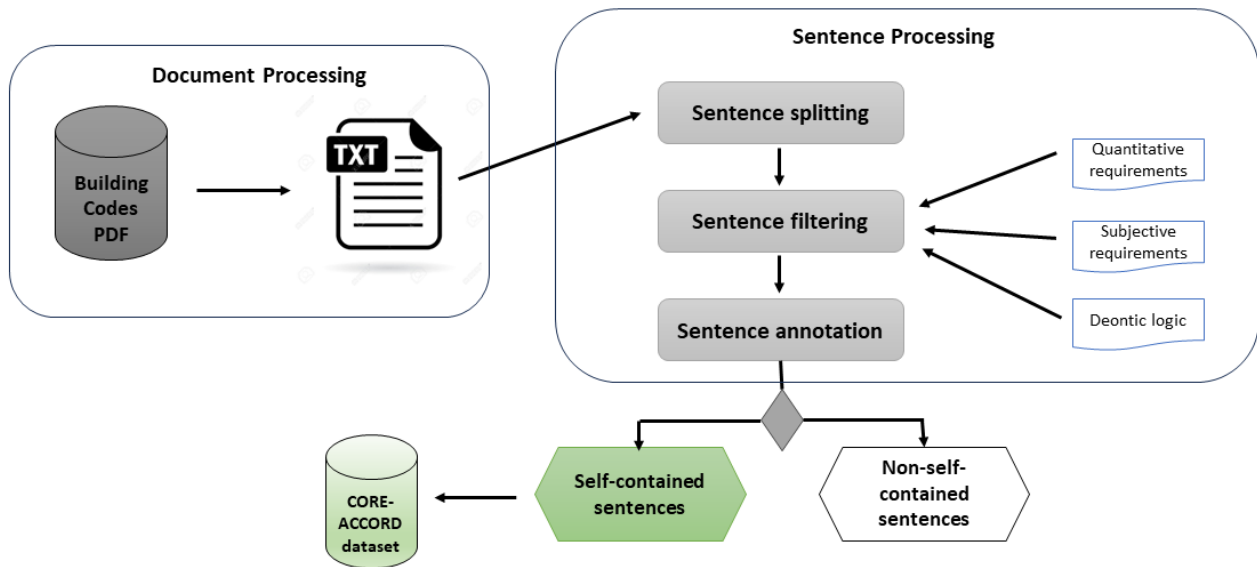 Document Processing
Building
Codes
PDF
TXT
Sentence Processing
Sentence splitting
Sentence filtering
Sentence annotation
Quantitative
requirements
Subjective
requirements
Deontic logic
Self-contained
sentences
Non-self-
contained
sentences
CORE-
ACCORD
dataset